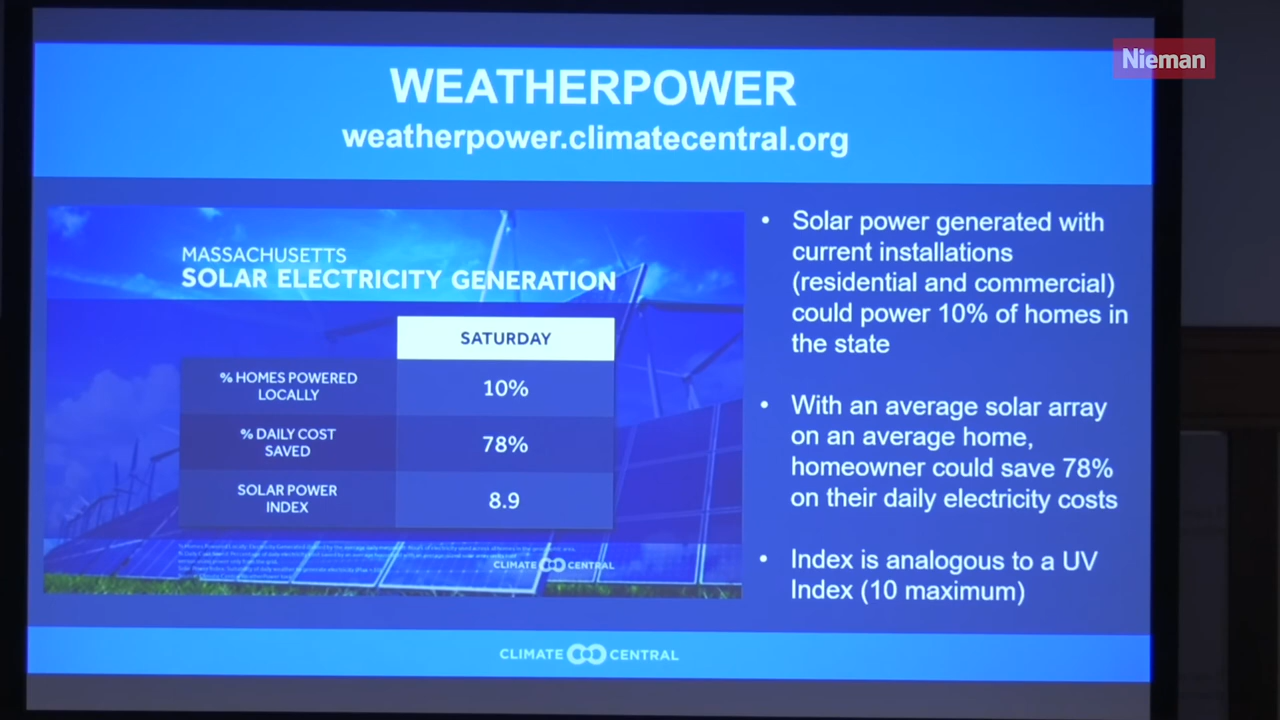 Nieman
WEATHERPOWER
weatherpower.climatecentral.org
MASSACHUSETTS
SOLAR ELECTRICITY GENERATION
SATURDAY
% HOMES POWERED
LOCALLY
10%
% DAILY COST
SAVED
78%
SOLAR POWER
INDEX
8.9
CLIMATE CENTRAL
• Solar power generated with
current installations
(residential and commercial)
could power 10% of homes in
the state
• With an average solar array
on an average home,
homeowner could save 78%
on their daily electricity costs
• Index is analogous to a UV
Index (10 maximum)
CLIMATE CENTRAL